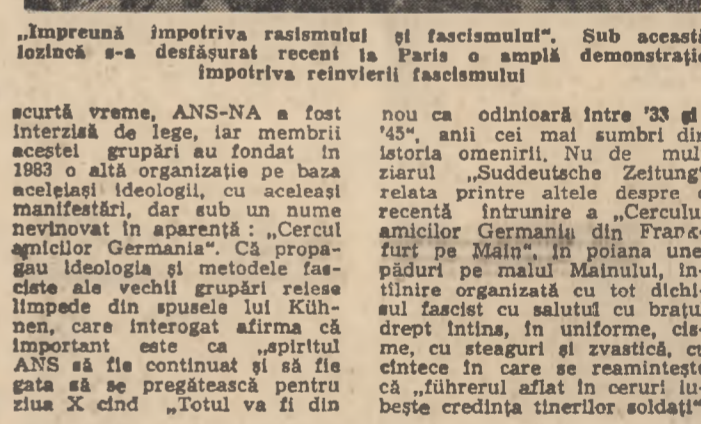 „Impreună împotriva rasismului și fascismului“. Sub această
lozincă s-a desfășurat recent la Paris o amplă demonstrație
împotriva reînvierii fascismului
scurtă vreme, ANS-NA a fost
interzisă de lege, iar membrii
acestei grupări au fondat în
1983 o altă organizație pe baza
aceleiași ideologii, cu aceleași
manifestări, dar sub un nume
nevinovat în aparență : „Cercul
amicilor Germania“. Că propa-
gau ideologia și metodele fas-
ciste ale vechii grupări reiese
limpede din spusele lui Küh-
nen, care interogat afirma că
important este ca „spiritul
ANS să fie continuat și să fie
gata să se pregătească pentru
ziua X cînd „Totul va fi din
nou ca odinioară între '33 și
'45“, anii cei mai sumbri din
istoria omenirii. Nu de mul
ziarul „Suddeutsche Zeitung“
relata printre altele despre o
recentă întrunire a „Cercului
amicilor Germania din Frank-
furt pe Main“, în poiana unei
păduri pe malul Mainului, în-
tîlnire organizată cu tot dichi-
sul fascist cu salutul cu brațul
drept întins, în uniforme, ciz-
me, cu steaguri și zvastică, cu
cîntece în care se reamintește
că „führerul aflat în ceruri iu-
bește credința tinerilor soldați“